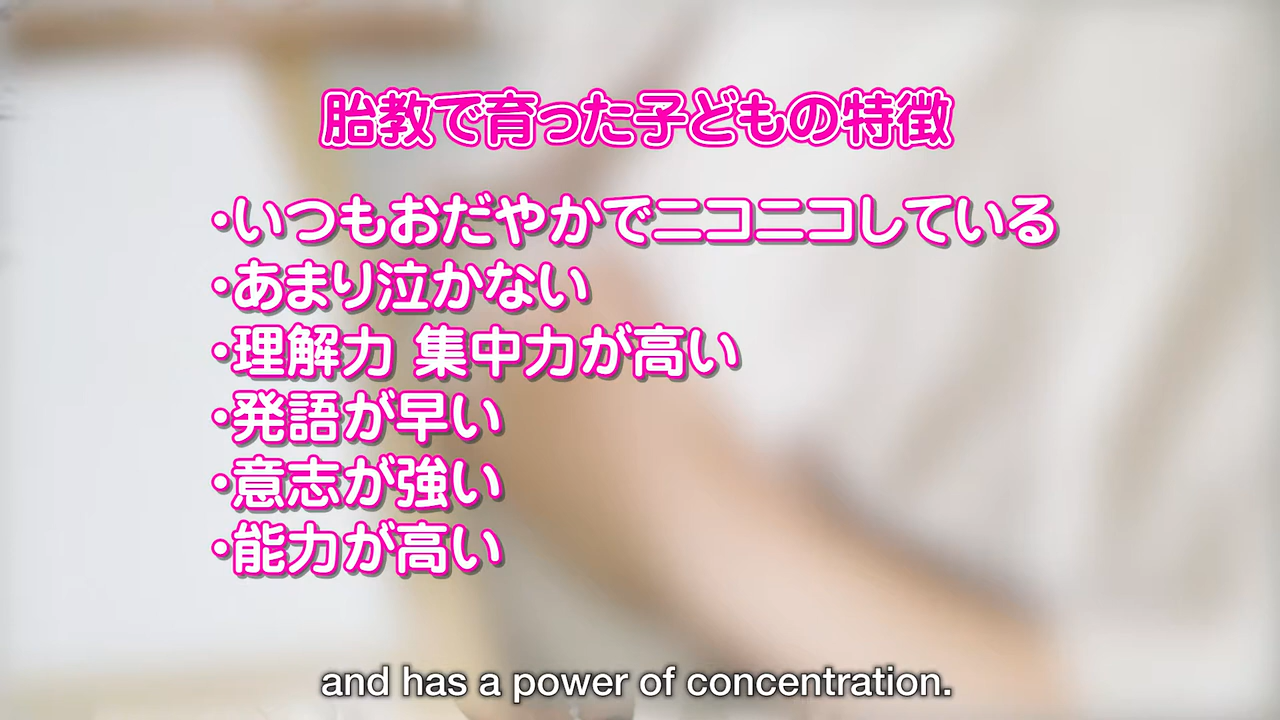 胎教で育った子どもの特徴
・いつもおだやかでニコニコしている
・あまり泣かない
・理解力 集中力が高い
・発語が早い
・意志が強い
・能力が高い
and has a power of concentration.